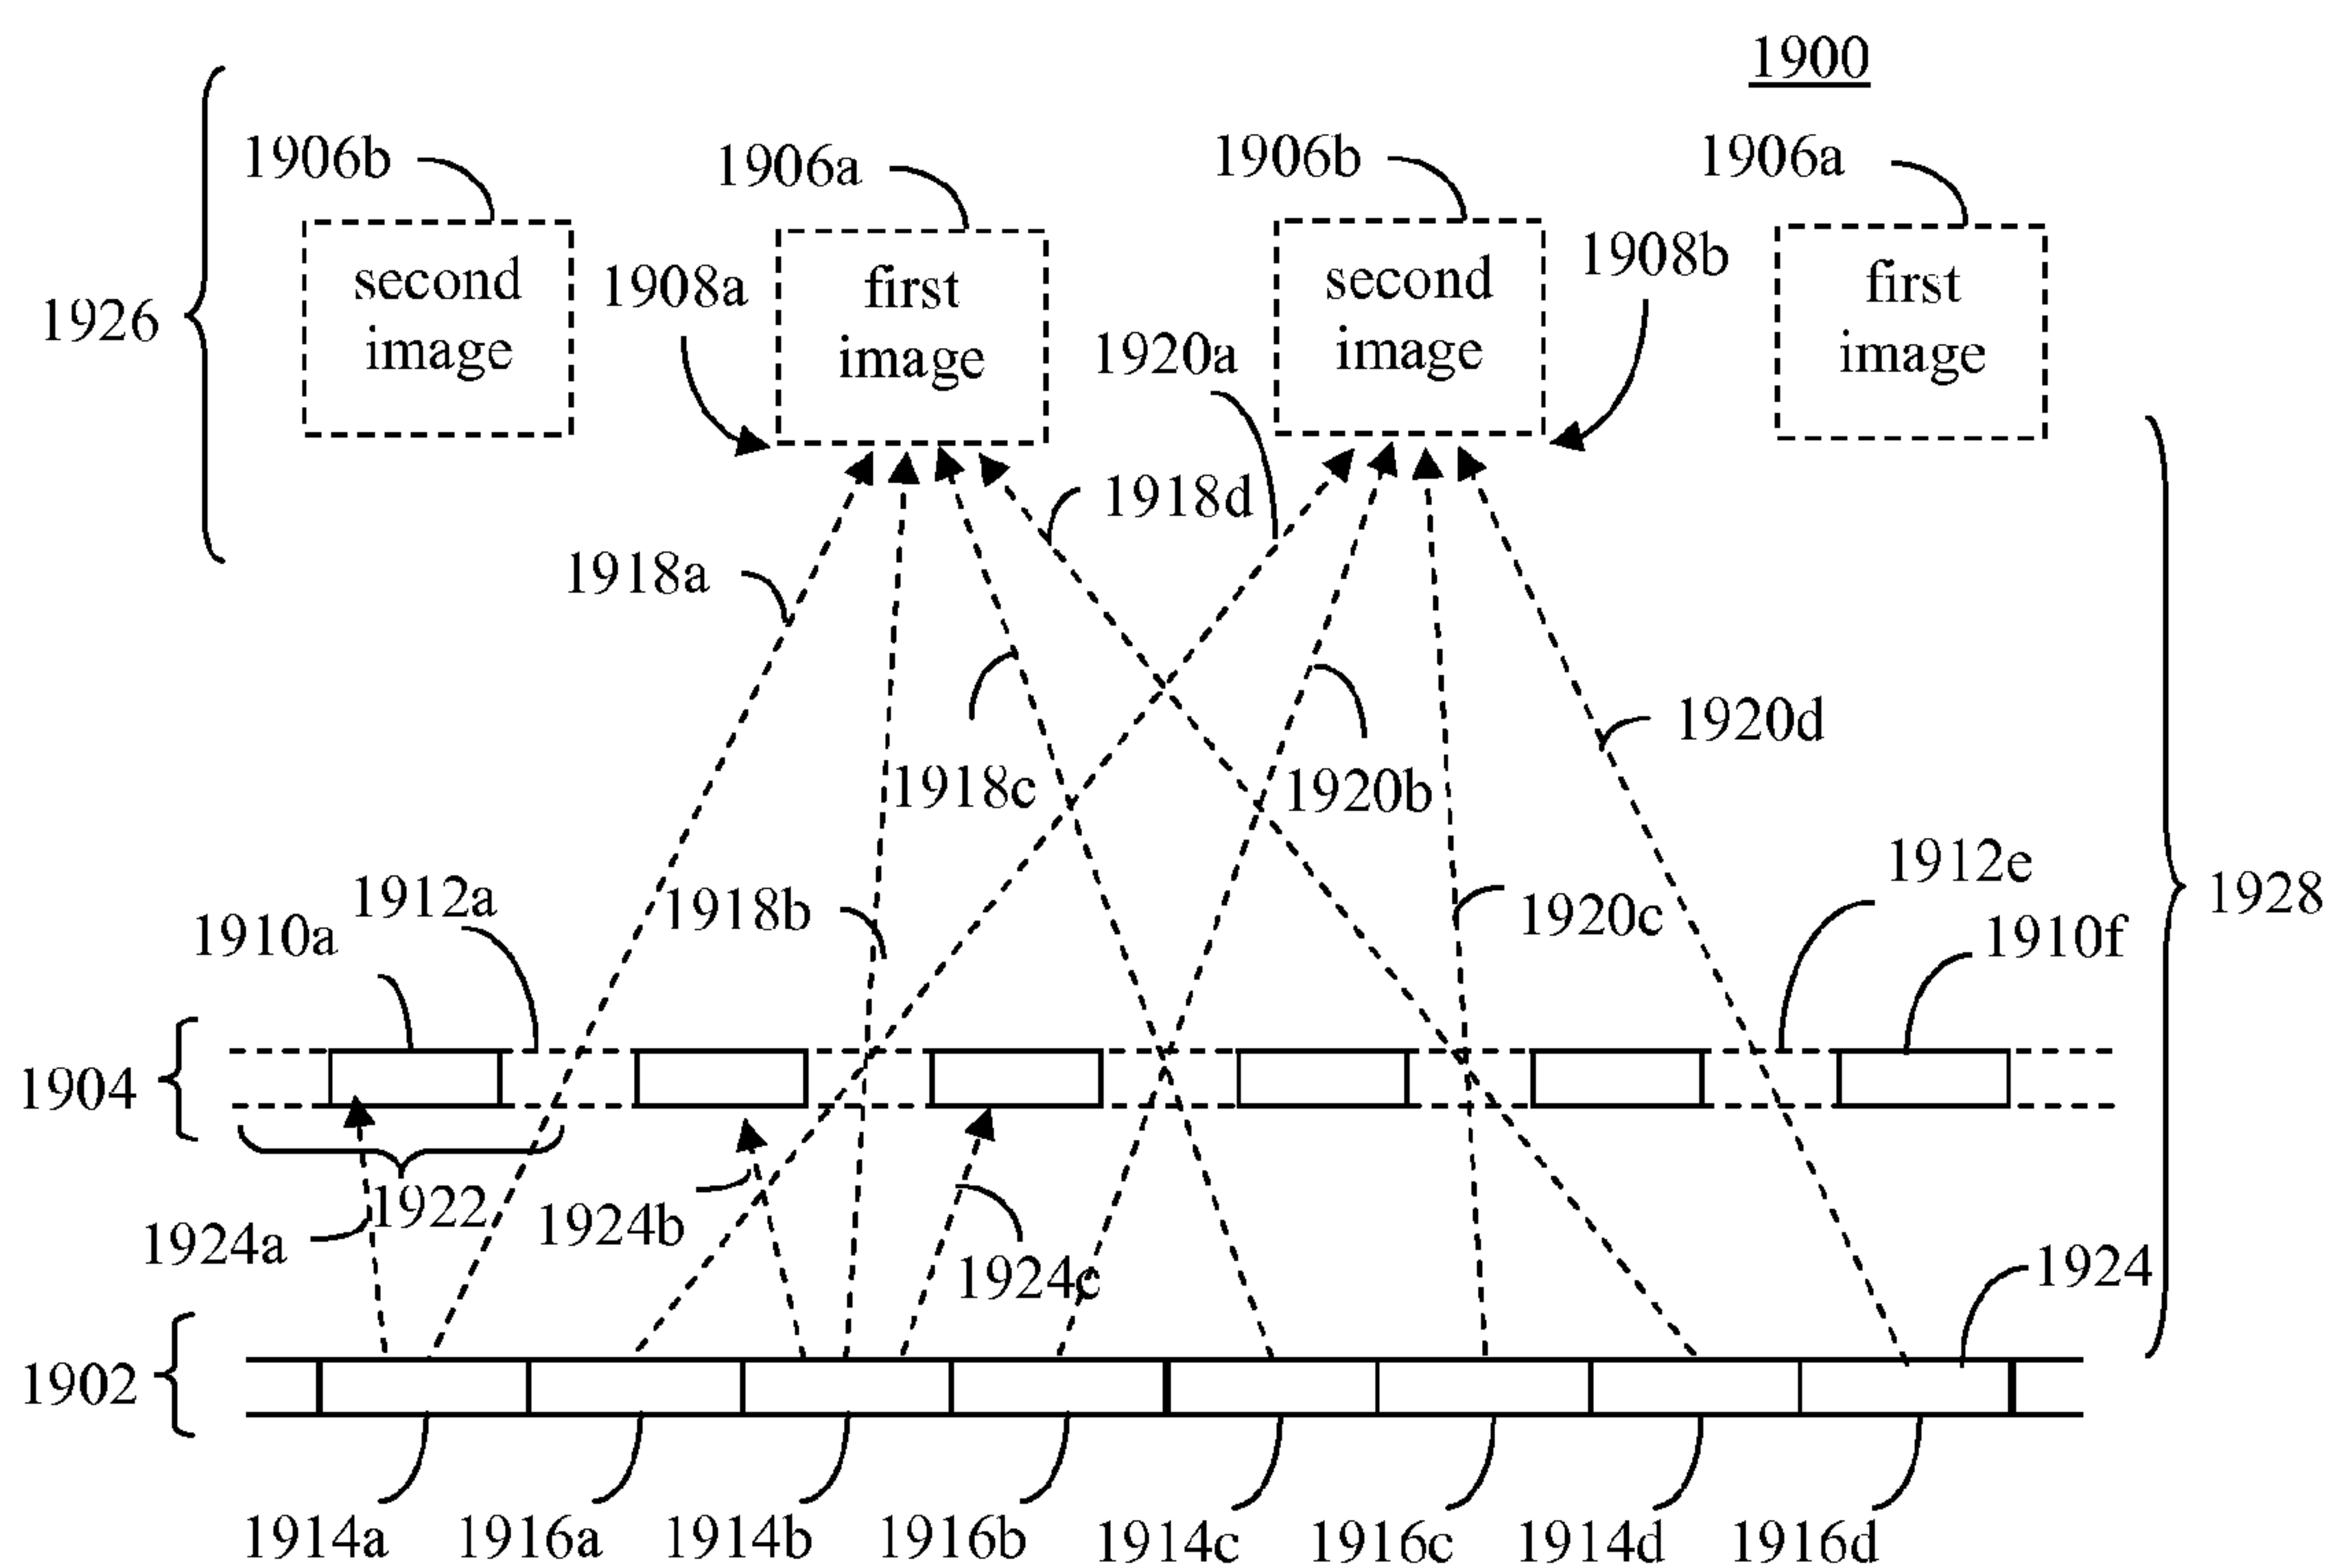 1900
1906b
1906a
1906b
1906a
second
image
first
image
second
image
first
image
1908a
1908b
1926
1920a
1918d
1918a
1920d
1918c
1920b
1912e
1912a
1918b
1920c
1928
1910a
1910f
1904
1922
1924a
1924b
1924c
1924
1902
1914a
1916a
1914b
1916b
1914c
1916c
1914d
1916d